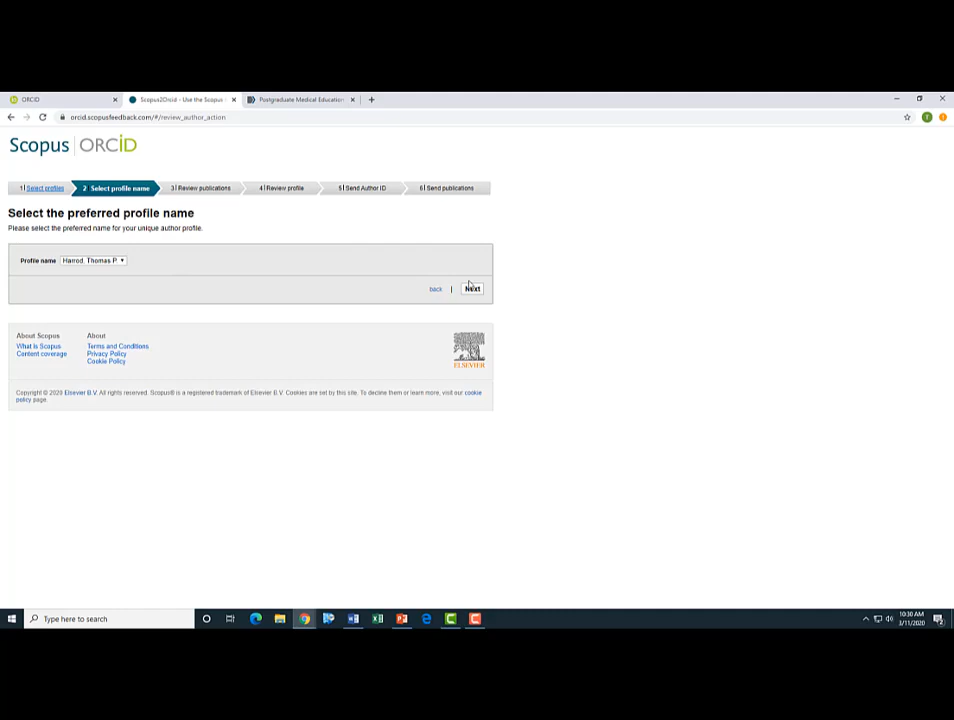 ORCID
Scopus2Orcid - Use the Scopus
Postgraduate Medical Education
orcid.scopusfeedback.com/#/review_author_action
Scopus | ORCID
1 Select profiles 2 Select profile name 3 Review publications 4 Review profile 5 Send Author ID 6 Send publications
Select the preferred profile name
Please select the preferred name for your unique author profile.
Profile name Harrod, Thomas P.
back | Next
About Scopus About
What is Scopus Terms and Conditions
Content coverage Privacy Policy
Cookie Policy
ELSEVIER
Copyright © 2020 Elsevier B.V. All rights reserved. Scopus® is a registered trademark of Elsevier B.V. Cookies are set by this site. To decline them or learn more, visit our cookie
policy page.
Type here to search
10:30 AM
3/11/2020